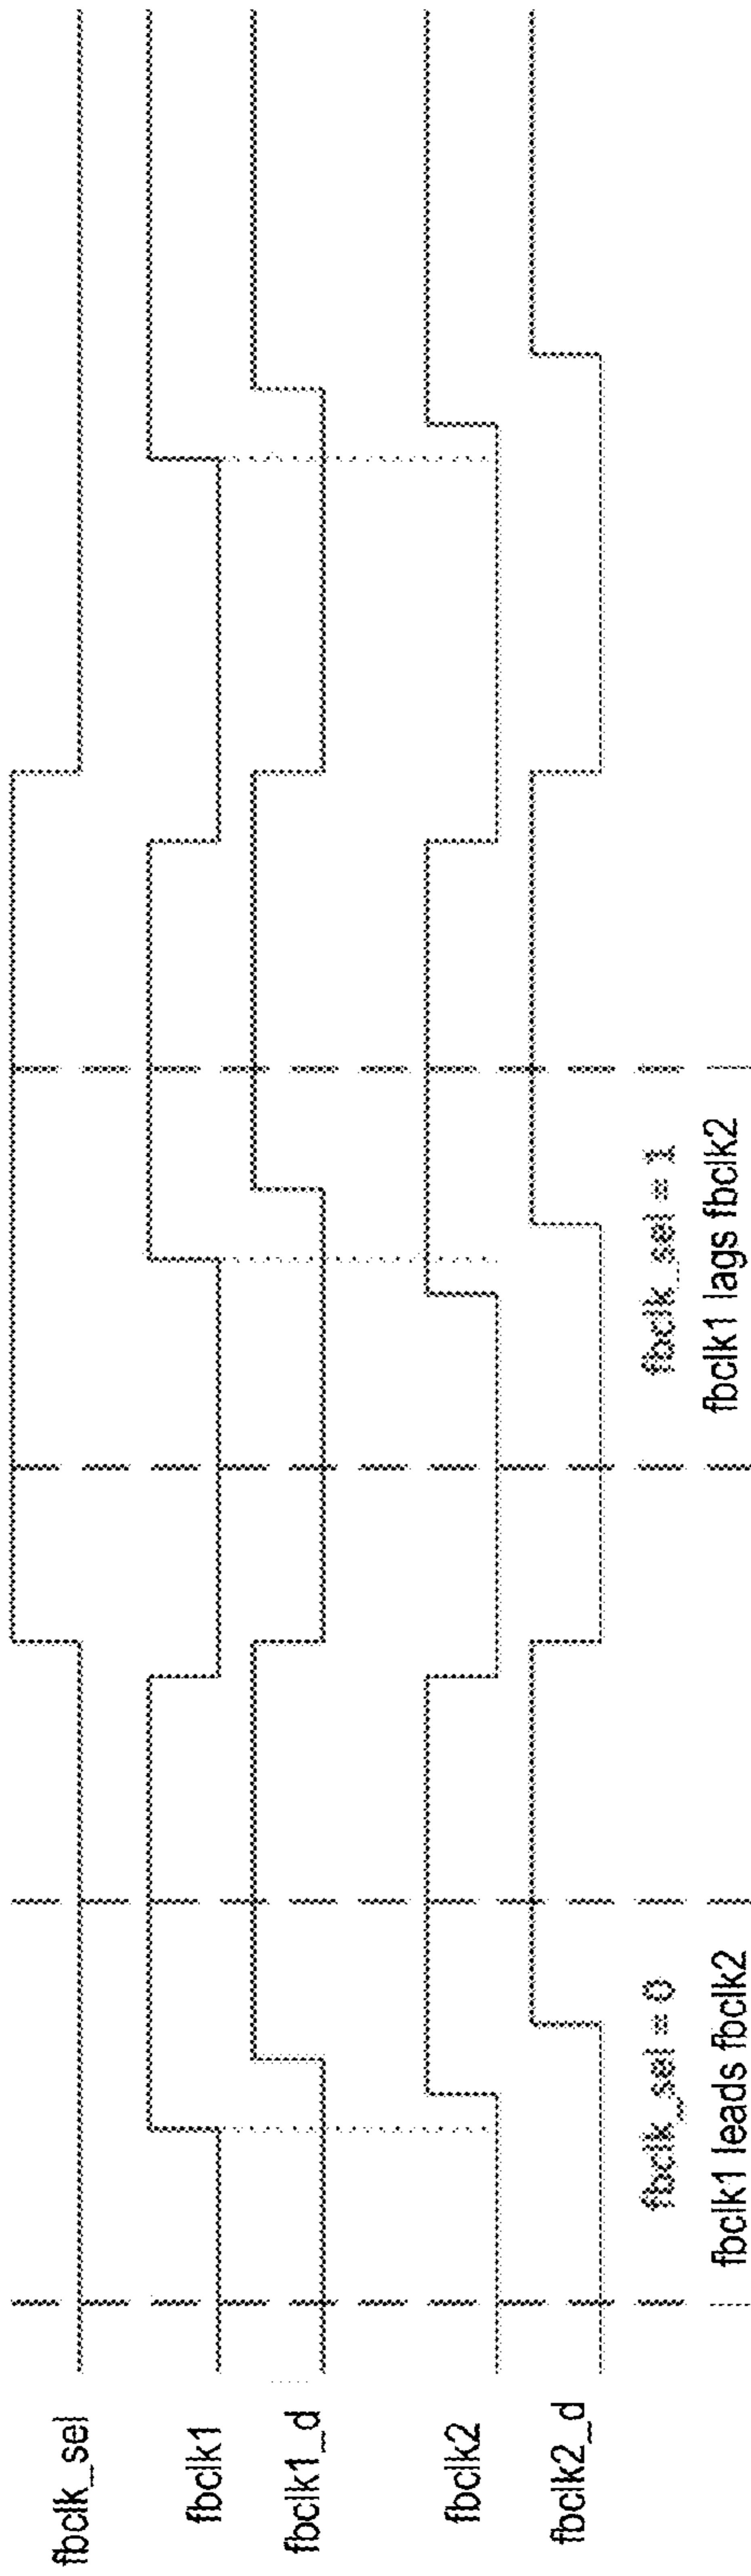 fbclk_sel
fbclk1
fbclk1_d
fbclk2
fbclk2_d
fbclk_sel = 0
fbclk1 leads fbclk2
fbclk_sel = 1
fbclk1 lags fbclk2